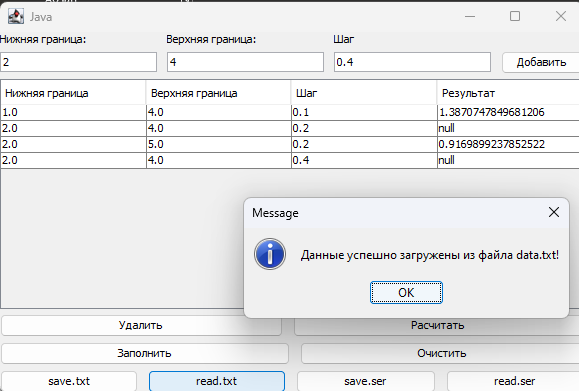 Java
Нижняя граница: Верхняя граница: Шаг
2 4 0.4 Добавить
Нижняя граница Верхняя граница Шаг Результат
1.0 4.0 0.1 1.3870747849681206
2.0 4.0 0.2 null
2.0 5.0 0.2 0.9169899237852522
2.0 4.0 0.4 null
Message
Данные успешно загружены из файла data.txt!
OK
Удалить Расчитать
Заполнить Очистить
save.txt read.txt save.ser read.ser